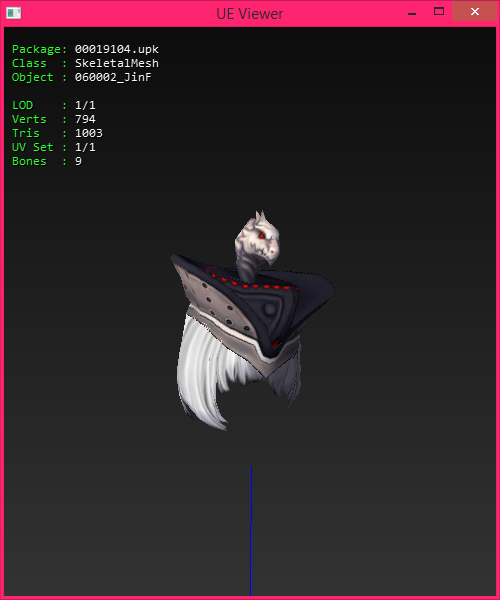 UE Viewer
Package: 00019104.upk
Class  : SkeletalMesh
Object : 060002_JinF
LOD    : 1/1
Verts  : 794
Tris   : 1003
UV Set : 1/1
Bones  : 9